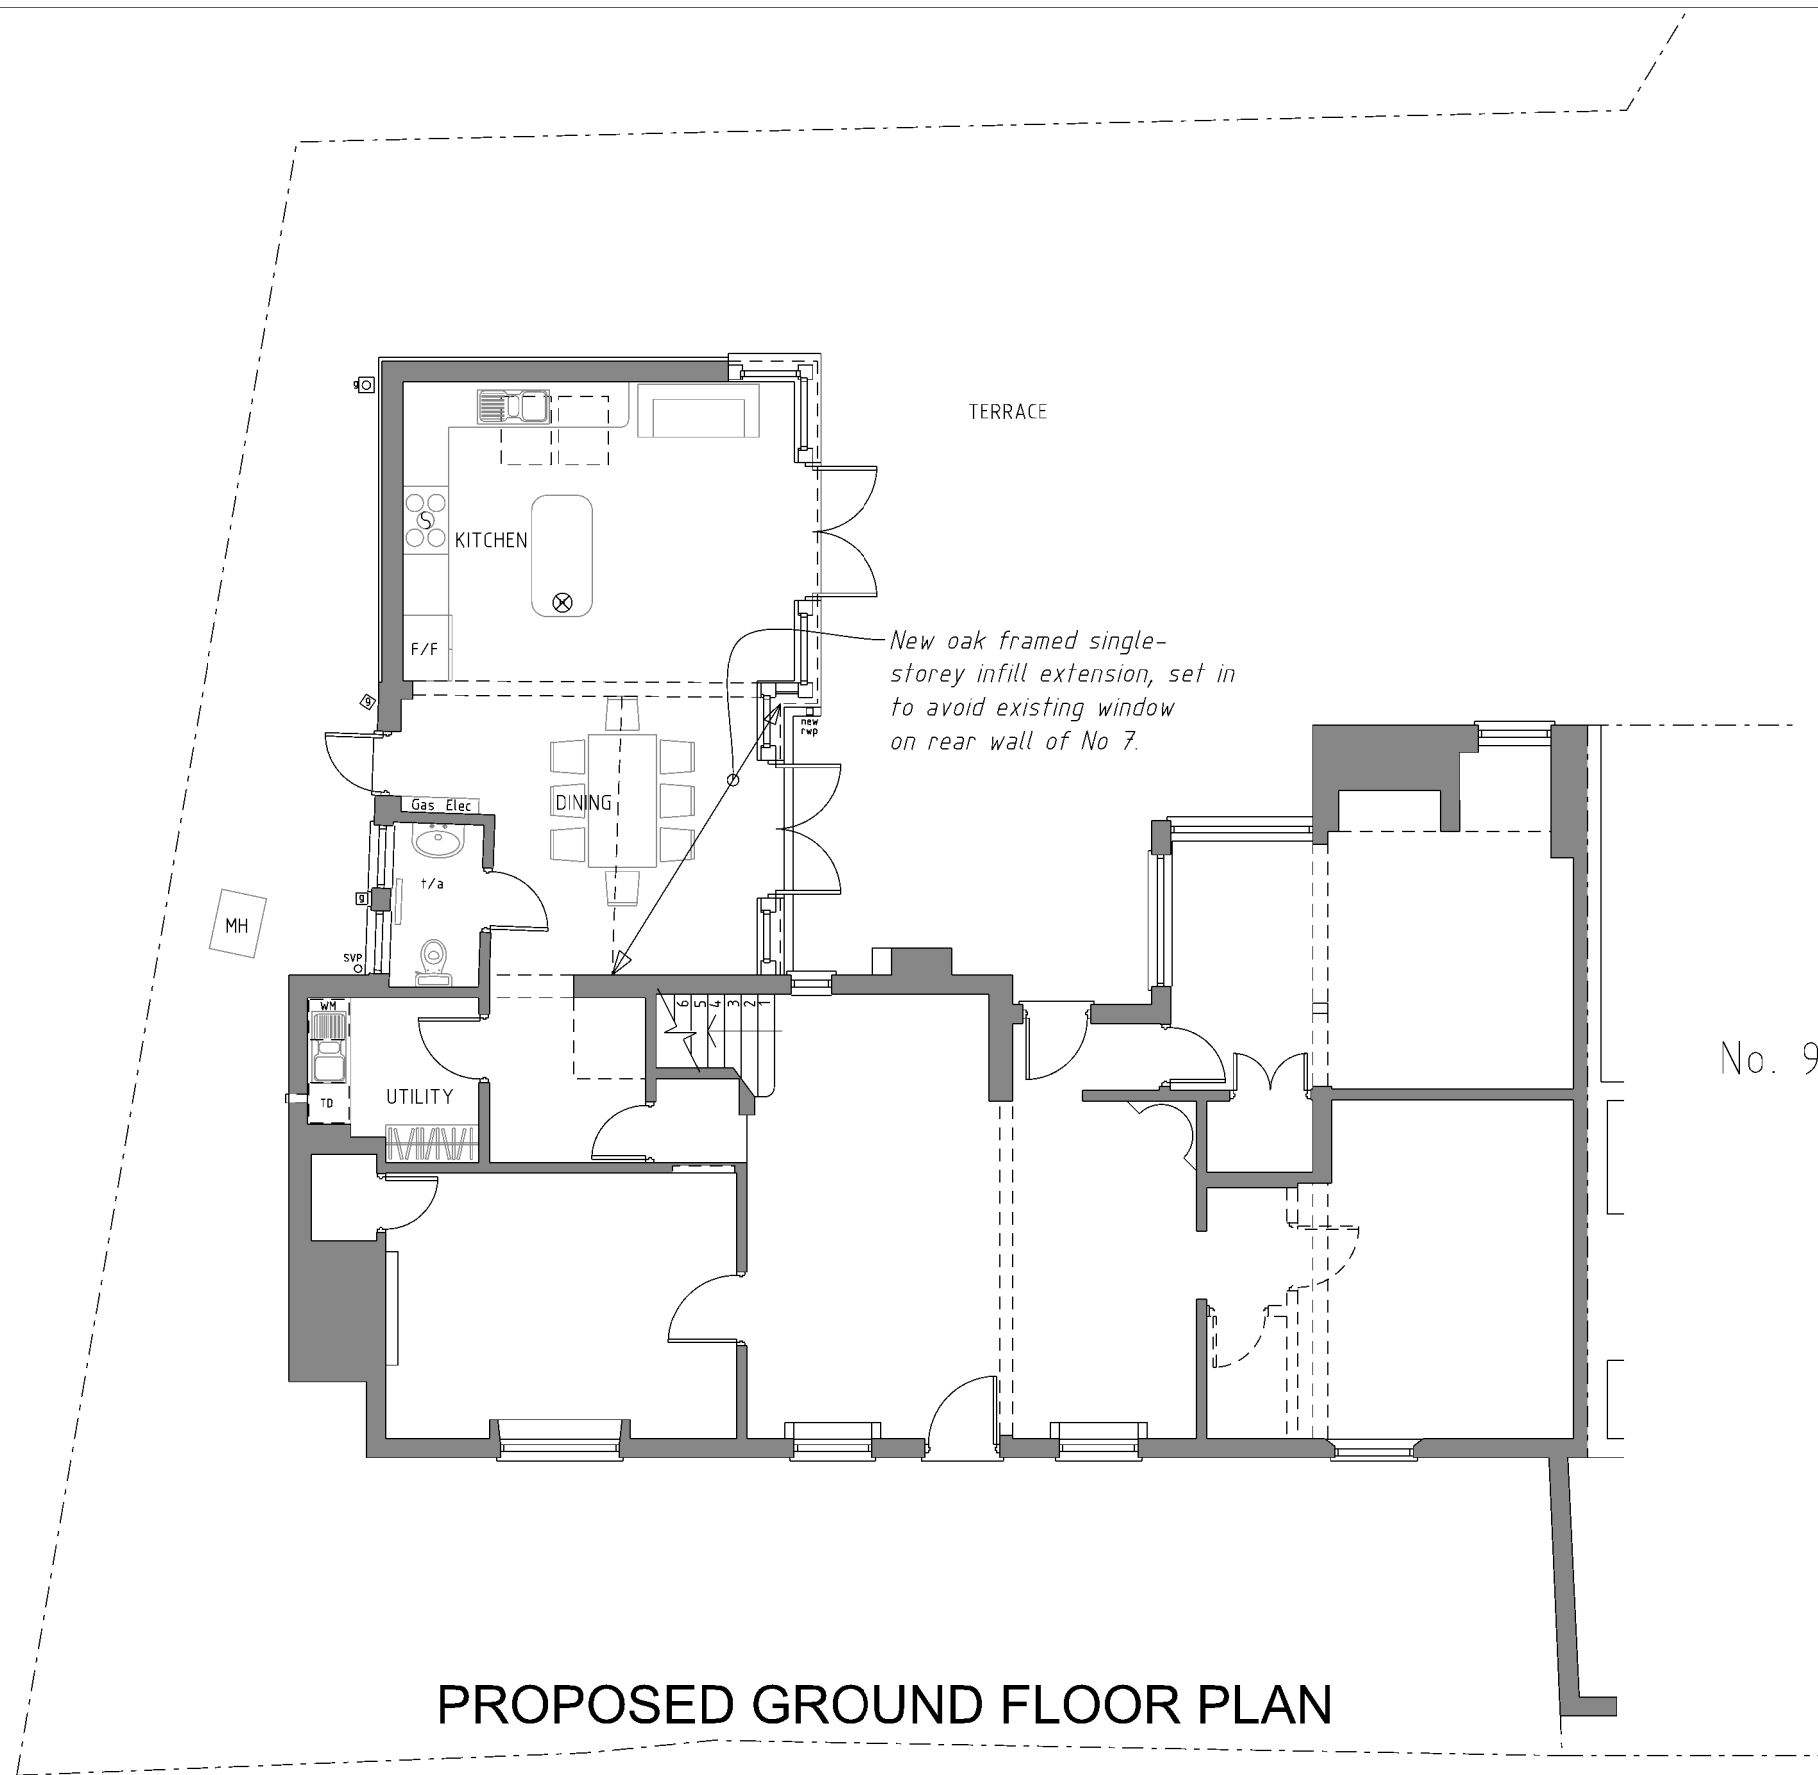 TERRACE
KITCHEN
F/F
New oak framed single-
storey infill extension, set in
to avoid existing window
on rear wall of No 7.
new
rwp
g
g
Gas Elec
DINING
t/a
g
MH
SVP
WM
6 5 4 3 2 1
UTILITY
TD
No. 9
PROPOSED GROUND FLOOR PLAN